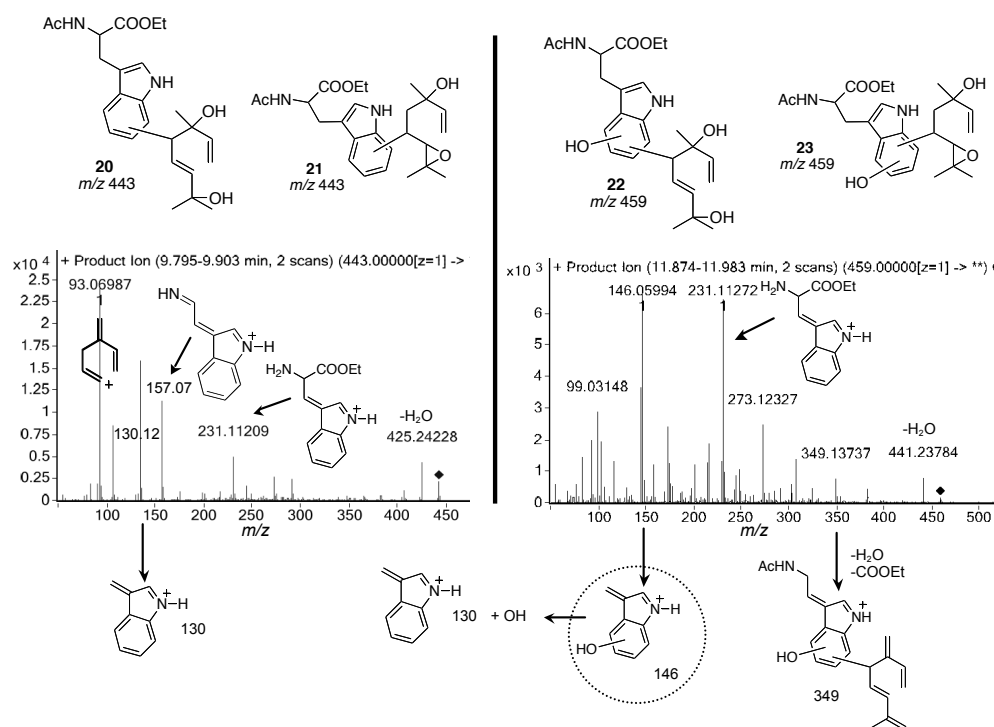 AcHN
COOEt
NH
OH
OH
20
m/z 443
AcHN
COOEt
NH
OH
O
21
m/z 443
AcHN
COOEt
NH
HO
OH
OH
22
m/z 459
AcHN
COOEt
NH
OH
O
HO
23
m/z 459
x10 4
+ Product Ion (9.795-9.903 min, 2 scans) (443.00000[z=1] ->
93.06987
1
2.5
2.25
2
1.75
1.5
1.25
1
0.75
0.5
0.25
0
+
HN
+
N-H
157.07
130.12
H2N
COOEt
+
N-H
231.11209
-H2O
425.24228
50 100 150 200 250 300 350 400 450
m/z
+
N-H
130
x10 3
+ Product Ion (11.874-11.983 min, 2 scans) (459.00000[z=1] -> **)
146.05994
1
231.11272
1
6
5
4
3
2
1
0
H2N
COOEt
+
N-H
99.03148
273.12327
349.13737
-H2O
441.23784
100 150 200 250 300 350 400 450 500
m/z
+
N-H
130
+ OH
+
N-H
HO
146
-H2O
-COOEt
AcHN
+
NH
HO
349